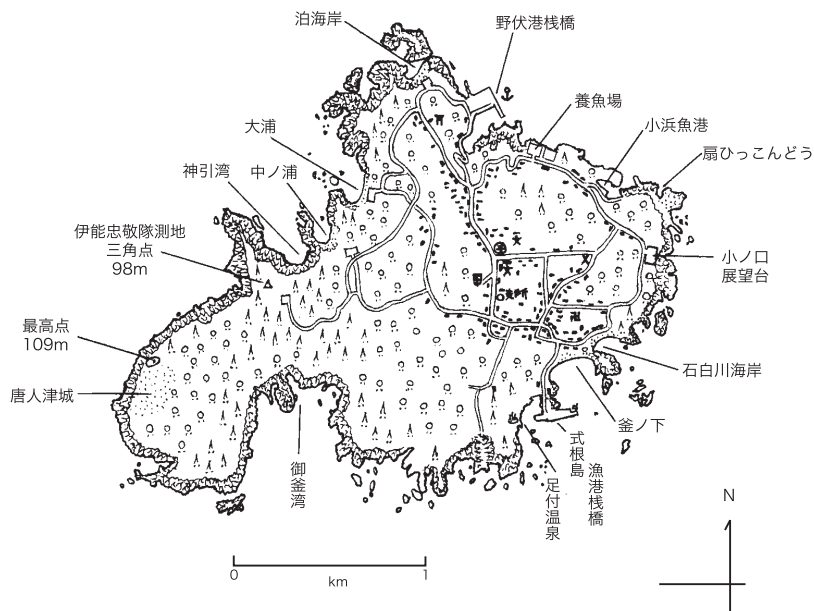 泊海岸
野伏港桟橋
養魚場
大浦
小浜魚港
神引湾
中ノ浦
扇ひっこんどう
伊能忠敬隊測地
三角点
98m
小ノ口
展望台
最高点
109m
唐人津城
石白川海岸
釜ノ下
御釜湾
式根島
漁港桟橋
足付温泉
N
0
1
km